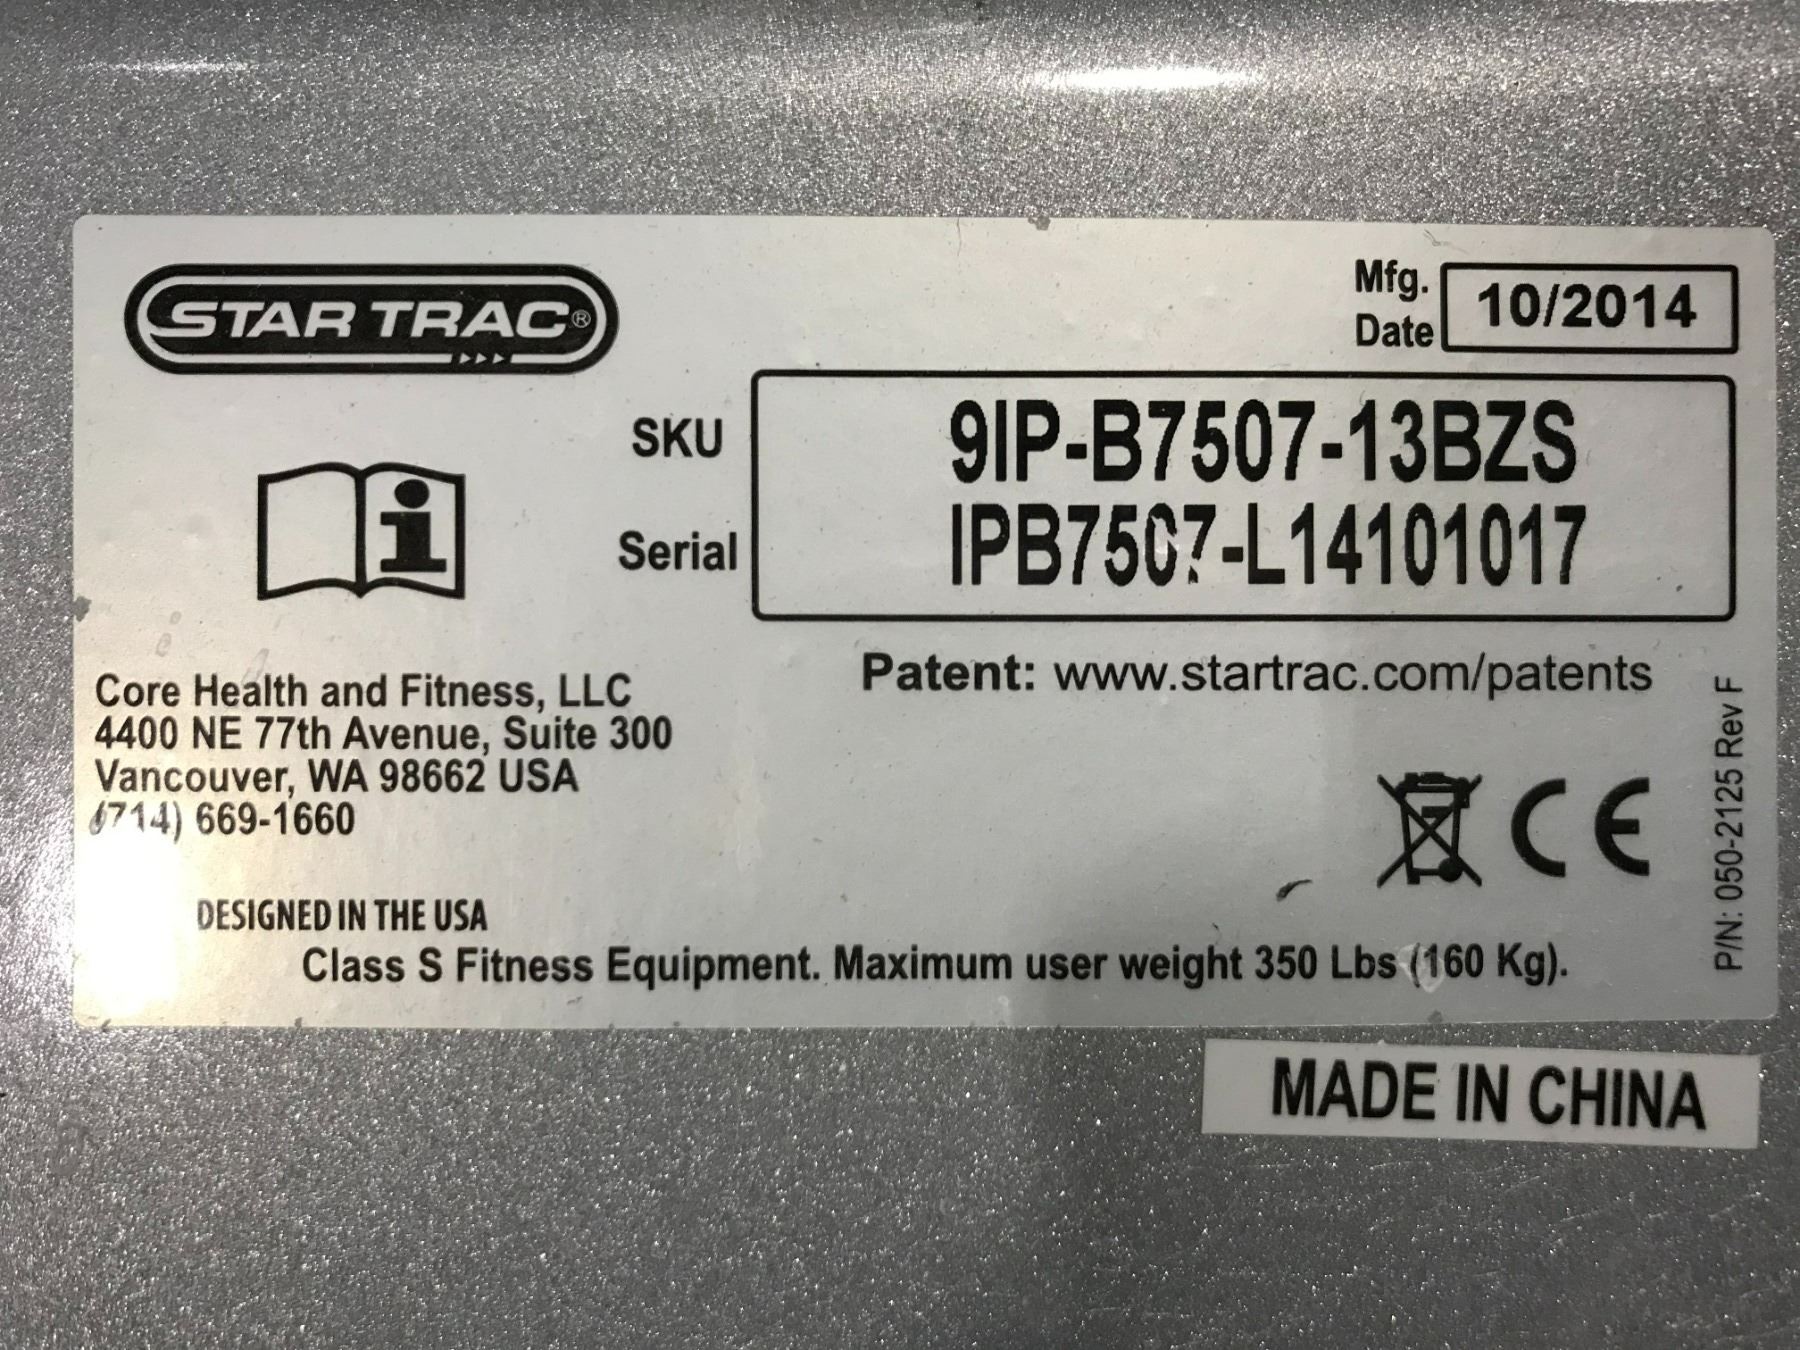 STAR TRAC®
Mfg.
Date
10/2014
SKU
9IP-B7507-13BZS
Serial
IPB7507-L14101017
i
Core Health and Fitness, LLC
4400 NE 77th Avenue, Suite 300
Vancouver, WA 98662 USA
(714) 669-1660
Patent: www.startrac.com/patents
CE
P/N: 050-2125 Rev F
DESIGNED IN THE USA
Class S Fitness Equipment. Maximum user weight 350 Lbs (160 Kg).
MADE IN CHINA